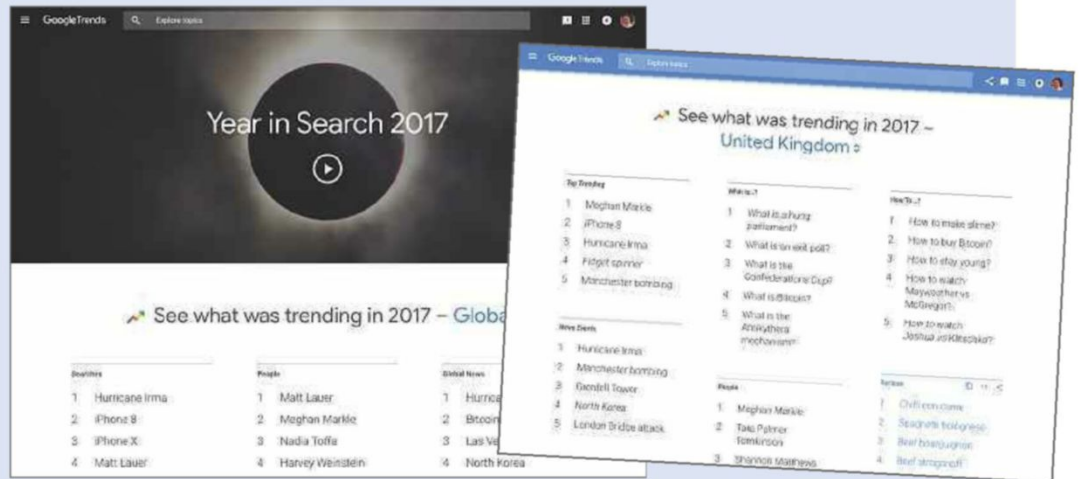 GoogleTrends
Explore topics
Year in Search 2017
See what was trending in 2017 – Globa
Searches
1 Hurricane Irma
2 iPhone 8
3 iPhone X
4 Matt Lauer
People
1 Matt Lauer
2 Meghan Markle
3 Nadia Toffa
4 Harvey Weinstein
Global News
1 Hurrica
2 Bitcoin
3 Las Ve
4 North Korea
Google Trends
Explore topics
See what was trending in 2017 –
United Kingdom
Top Trending
1 Meghan Markle
2 iPhone 8
3 Hurricane Irma
4 Fidget spinner
5 Manchester bombing
What is...?
1 What is a hung
parliament?
2 What is an exit poll?
3 What is the
Confederations Cup?
4 What is Bitcoin?
5 What is the
Antikythera
mechanism?
How To...?
1 How to make slime?
2 How to buy Bitcoin?
3 How to stay young?
4 How to watch
Mayweather vs
McGregor?
5 How to watch
Joshua vs Klitschko?
News Events
1 Hurricane Irma
2 Manchester bombing
3 Grenfell Tower
4 North Korea
5 London Bridge attack
People
1 Meghan Markle
2 Tara Palmer
Tomkinson
3 Shannon Matthews
Recipes
1 Chilli con carne
2 Spaghetti bolognese
3 Beef bourguignon
4 Beef stroganoff